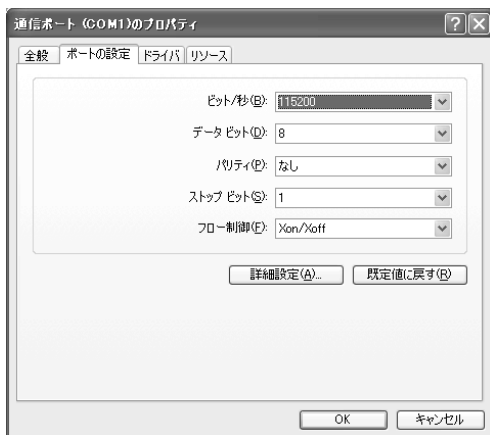 通信ポート (COM1)のプロパティ
全般 ポートの設定 ドライバ リソース
ビット/秒(B): 115200
データ ビット(D): 8
パリティ(P): なし
ストップ ビット(S): 1
フロー制御(F): Xon/Xoff
詳細設定(A)... 既定値に戻す(R)
OK キャンセル